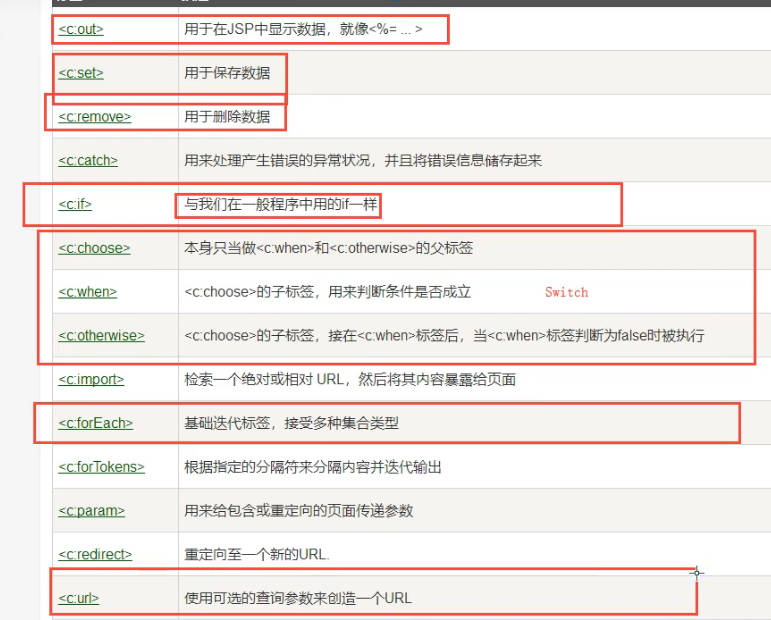 <c:out> 用于在JSP中显示数据，就像<%= ... >
<c:set> 用于保存数据
<c:remove> 用于删除数据
<c:catch> 用来处理产生错误的异常状况，并且将错误信息储存起来
<c:if> 与我们在一般程序中用的if一样
<c:choose> 本身只当做<c:when>和<c:otherwise>的父标签
<c:when> <c:choose>的子标签，用来判断条件是否成立 Switch
<c:otherwise> <c:choose>的子标签，接在<c:when>标签后，当<c:when>标签判断为false时被执行
<c:import> 检索一个绝对或相对 URL，然后将其内容暴露给页面
<c:forEach> 基础迭代标签，接受多种集合类型
<c:forTokens> 根据指定的分隔符来分隔内容并迭代输出
<c:param> 用来给包含或重定向的页面传递参数
<c:redirect> 重定向至一个新的URL.
<c:url> 使用可选的查询参数来创造一个URL